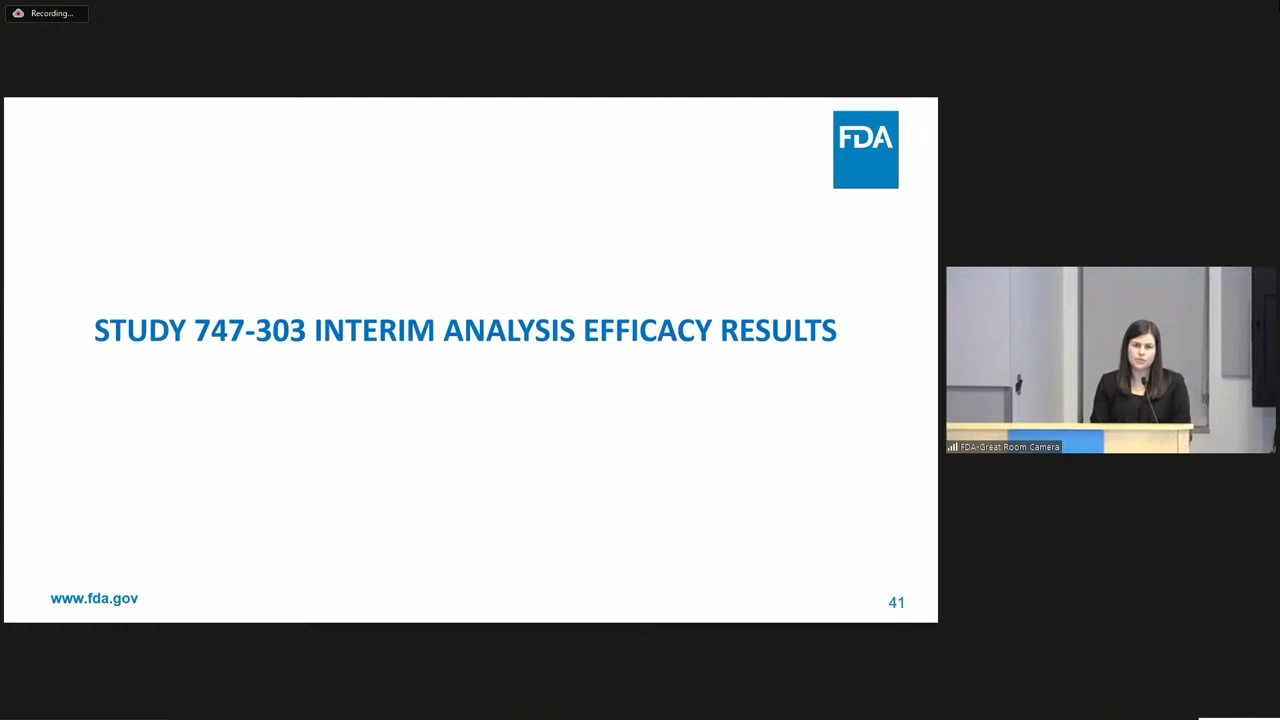 Recording...
FDA
STUDY 747-303 INTERIM ANALYSIS EFFICACY RESULTS
FDA-Great Room Camera
www.fda.gov
41